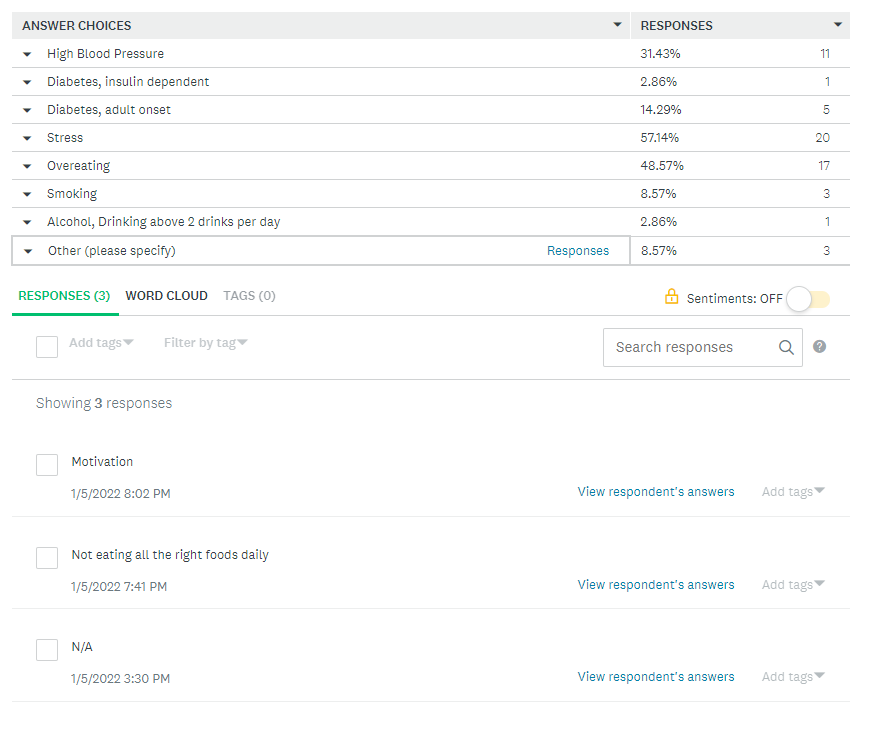 ANSWER CHOICES RESPONSES
High Blood Pressure 31.43% 11
Diabetes, insulin dependent 2.86% 1
Diabetes, adult onset 14.29% 5
Stress 57.14% 20
Overeating 48.57% 17
Smoking 8.57% 3
Alcohol, Drinking above 2 drinks per day 2.86% 1
Other (please specify) Responses 8.57% 3
RESPONSES (3) WORD CLOUD TAGS (0) Sentiments: OFF
Add tags Filter by tag Search responses ?
Showing 3 responses
Motivation
1/5/2022 8:02 PM View respondent's answers Add tags
Not eating all the right foods daily
1/5/2022 7:41 PM View respondent's answers Add tags
N/A
1/5/2022 3:30 PM View respondent's answers Add tags